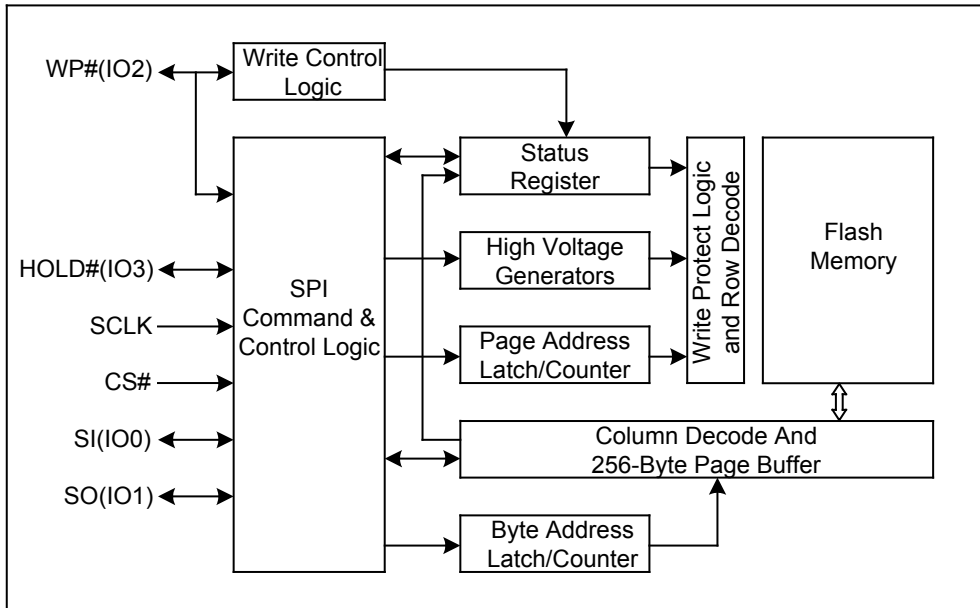 WP#(IO2)
Write Control
Logic
Status
Register
High Voltage
Generators
Page Address
Latch/Counter
Write Protect Logic
and Row Decode
Flash
Memory
HOLD#(IO3)
SCLK
CS#
SI(IO0)
SO(IO1)
SPI
Command &
Control Logic
Column Decode And
256-Byte Page Buffer
Byte Address
Latch/Counter